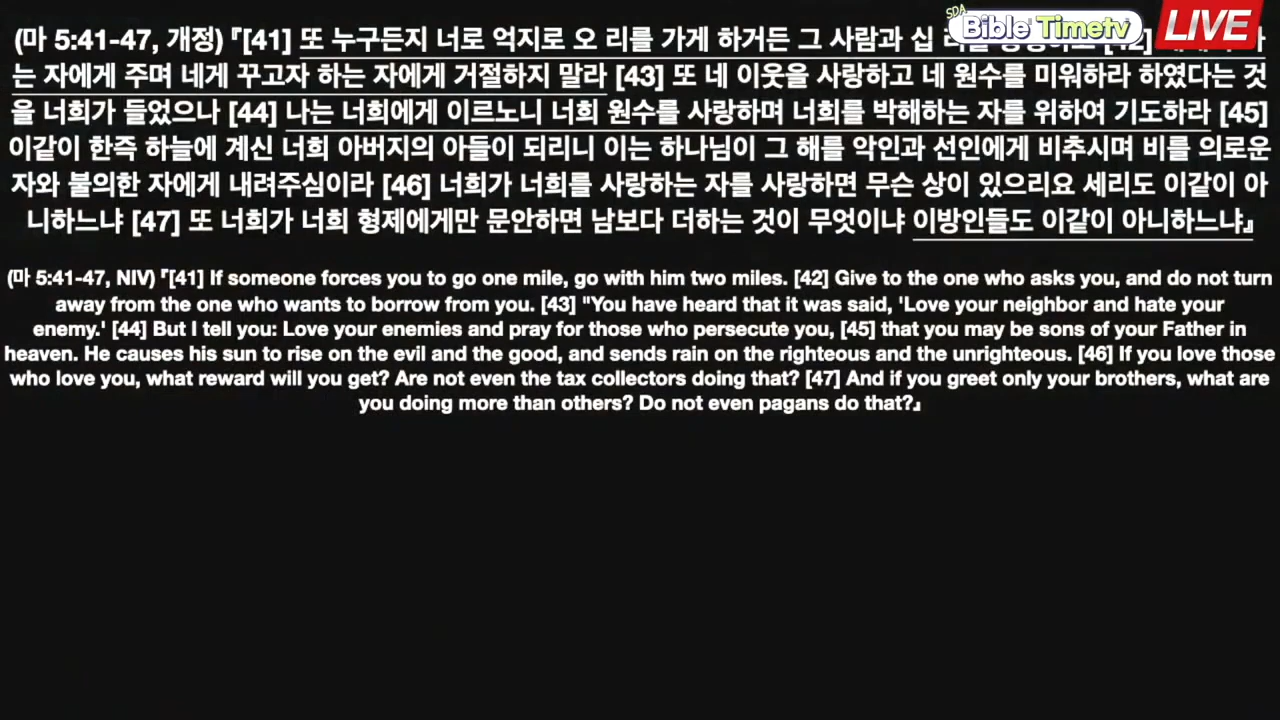 SDA
Bible Timetv
LIVE
(마 5:41-47, 개정) 『[41] 또 누구든지 너로 억지로 오 리를 가게 하거든 그 사람과 십
는 자에게 주며 네게 꾸고자 하는 자에게 거절하지 말라 [43] 또 네 이웃을 사랑하고 네 원수를 미워하라 하였다는 것
을 너희가 들었으나 [44] 나는 너희에게 이르노니 너희 원수를 사랑하며 너희를 박해하는 자를 위하여 기도하라 [45]
이같이 한즉 하늘에 계신 너희 아버지의 아들이 되리니 이는 하나님이 그 해를 악인과 선인에게 비추시며 비를 의로운
자와 불의한 자에게 내려주심이라 [46] 너희가 너희를 사랑하는 자를 사랑하면 무슨 상이 있으리요 세리도 이같이 아
니하느냐 [47] 또 너희가 너희 형제에게만 문안하면 남보다 더하는 것이 무엇이냐 이방인들도 이같이 아니하느냐』
(마 5:41-47, NIV) 『[41] If someone forces you to go one mile, go with him two miles. [42] Give to the one who asks you, and do not turn
away from the one who wants to borrow from you. [43] "You have heard that it was said, 'Love your neighbor and hate your
enemy.' [44] But I tell you: Love your enemies and pray for those who persecute you, [45] that you may be sons of your Father in
heaven. He causes his sun to rise on the evil and the good, and sends rain on the righteous and the unrighteous. [46] If you love those
who love you, what reward will you get? Are not even the tax collectors doing that? [47] And if you greet only your brothers, what are
you doing more than others? Do not even pagans do that?』